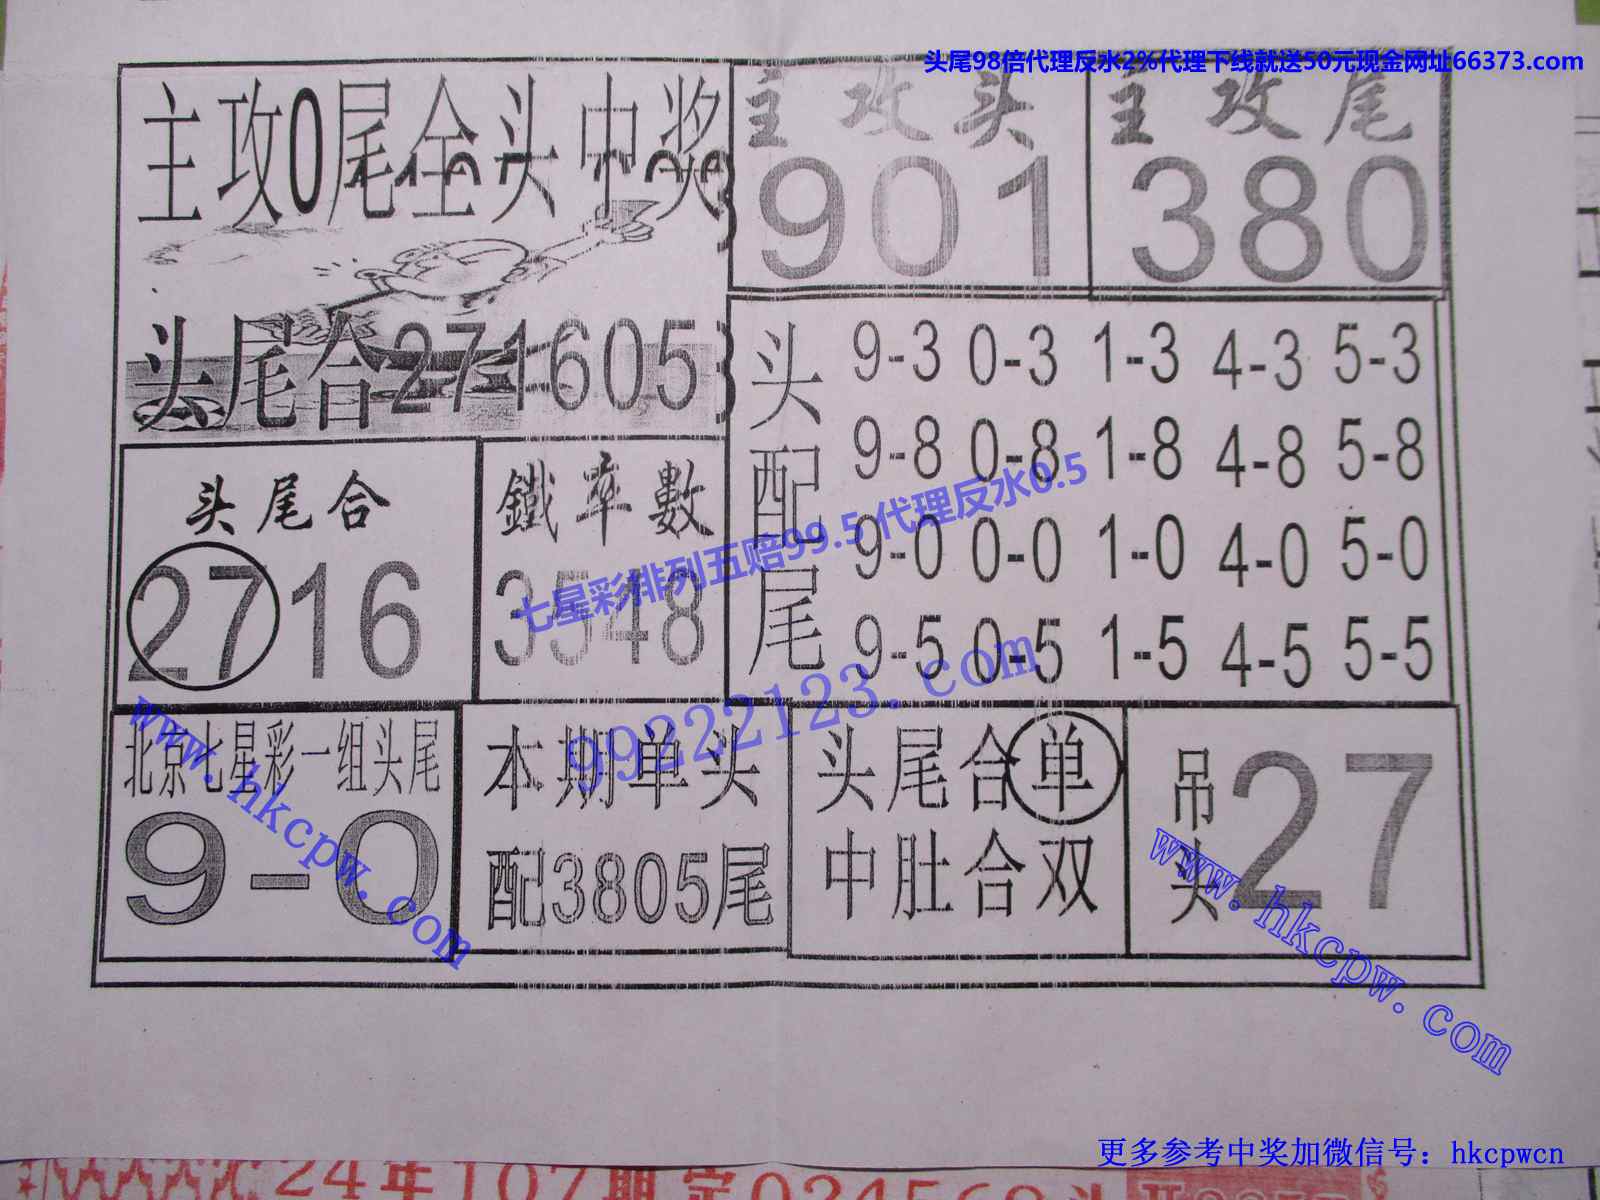 头尾98倍代理反水2%代理下线就送50元现金网址66373.com
主攻0尾全头中奖
头尾合271605
主攻头
901
主攻尾
380
头配尾
9-3 0-3 1-3 4-3 5-3
9-8 0-8 1-8 4-8 5-8
9-0 0-0 1-0 4-0 5-0
9-5 0-5 1-5 4-5 5-5
头尾合
2716
鐵率數
3548
七星彩排列五赔99.5 代理反水0.5
99222123.com
北京七星彩一组头尾
9-0
本期单头
配3805尾
头尾合单
中肚合双
吊头
27
www.hkcpw.com
www.hkcpw.com
更多参考中奖加微信号：hkcpwcn
24年107期定